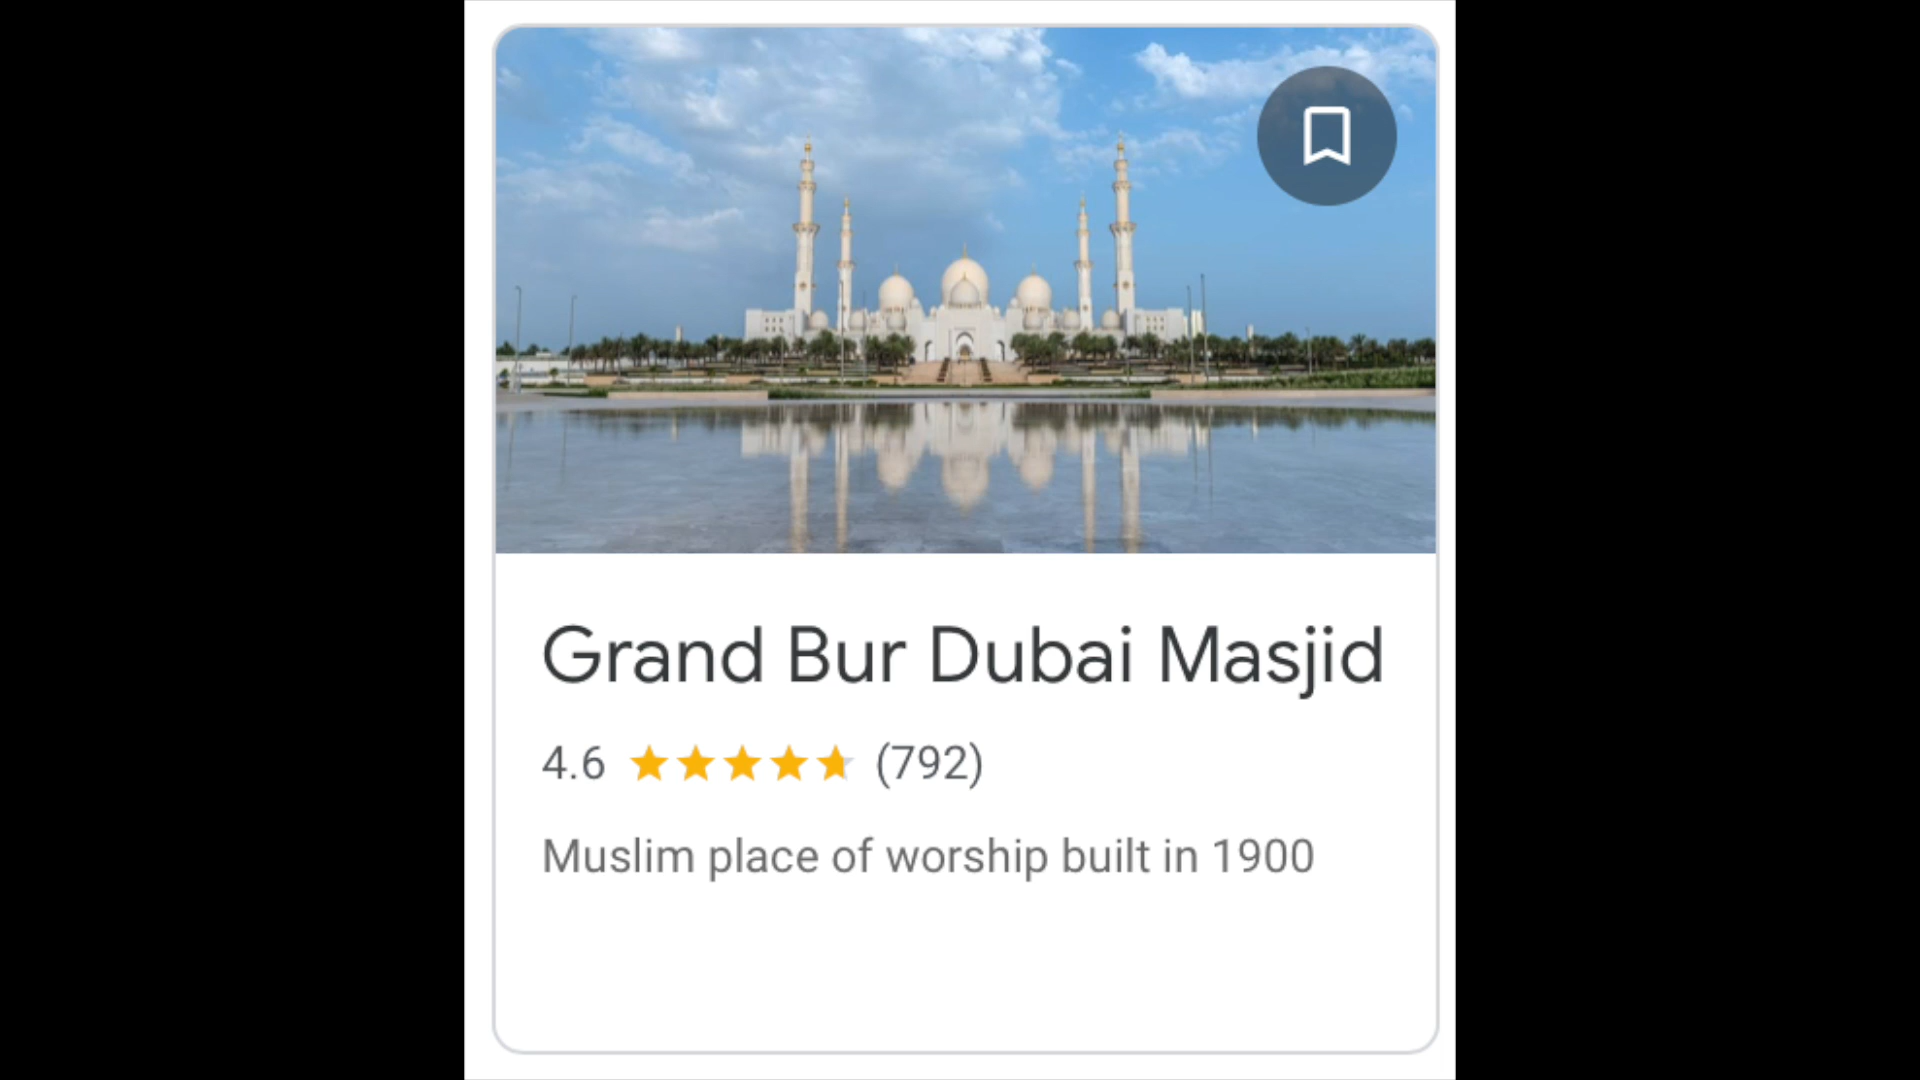 Grand Bur Dubai Masjid
4.6 (792)
Muslim place of worship built in 1900